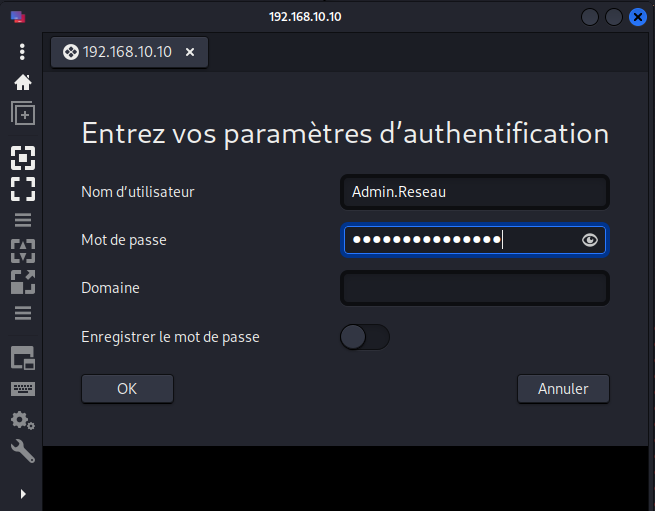 192.168.10.10
192.168.10.10
Entrez vos paramètres d’authentification
Nom d’utilisateur Admin.Reseau
Mot de passe ●●●●●●●●●●●●●●●
Domaine
Enregistrer le mot de passe
OK Annuler